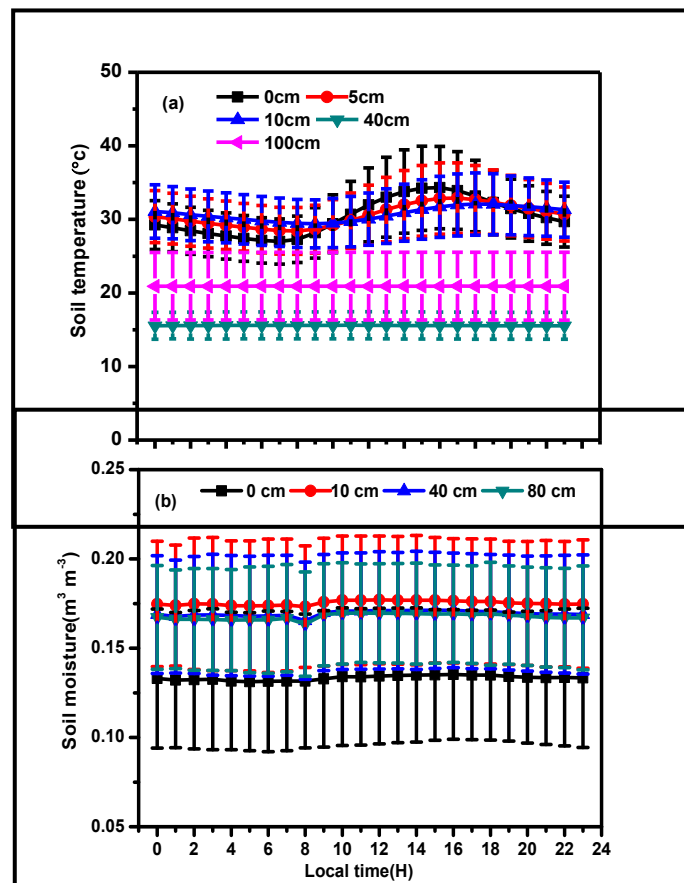 50
(a)
0cm 5cm
10cm 40cm
100cm
40
30
20
10
0
Soil temperature (°c)
0.25
(b)
0 cm 10 cm 40 cm 80 cm
0.20
0.15
0.10
0.05
Soil moisture(m³ m⁻³)
0 2 4 6 8 10 12 14 16 18 20 22 24
Local time(H)